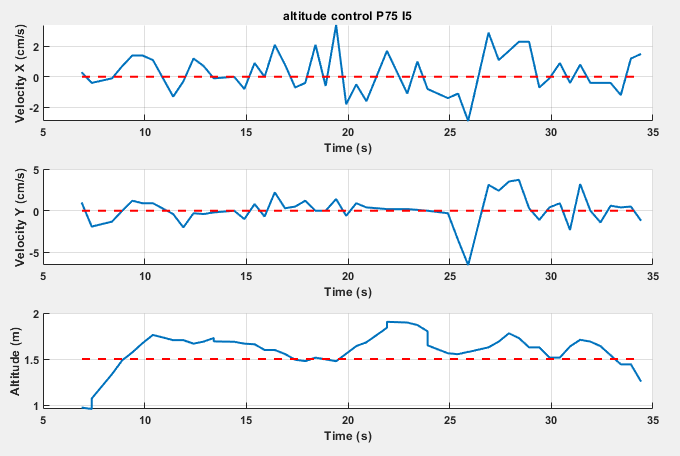 altitude control P75 I5
Velocity X (cm/s)
2
0
-2
5 10 15 20 25 30 35
Time (s)
Velocity Y (cm/s)
5
0
-5
5 10 15 20 25 30 35
Time (s)
Altitude (m)
2
1.5
1
5 10 15 20 25 30 35
Time (s)